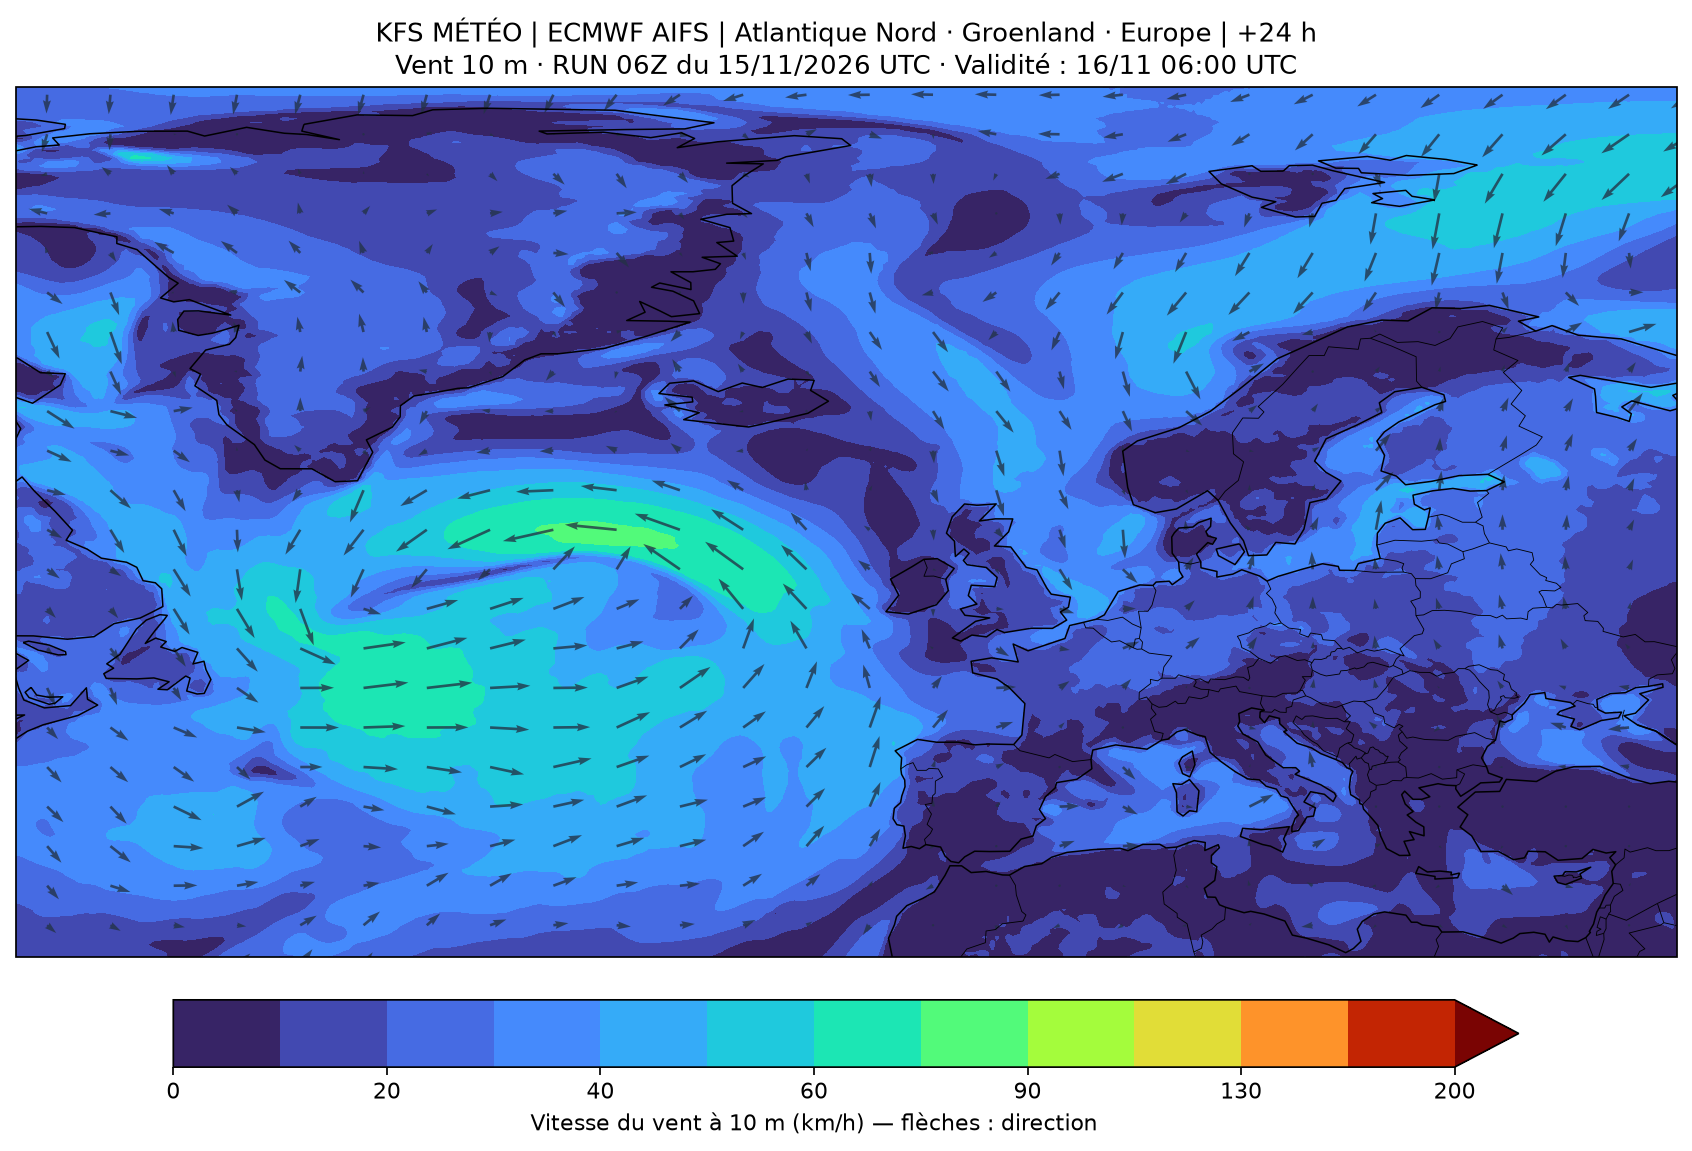 KFS MÉTÉO | ECMWF AIFS | Atlantique Nord · Groenland · Europe | +24 h
Vent 10 m · RUN 06Z du 15/11/2026 UTC · Validité : 16/11 06:00 UTC
0 20 40 60 90 130 200
Vitesse du vent à 10 m (km/h) — flèches : direction